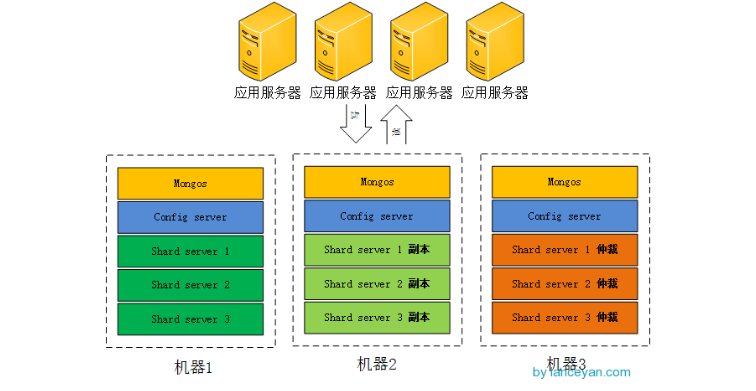 应用服务器 应用服务器 应用服务器 应用服务器
写 读
Mongos Mongos Mongos
Config server Config server Config server
Shard server 1 Shard server 1 副本 Shard server 1 仲裁
Shard server 2 Shard server 2 副本 Shard server 2 仲裁
Shard server 3 Shard server 3 副本 Shard server 3 仲裁
机器1 机器2 机器3
by lanceyan.com